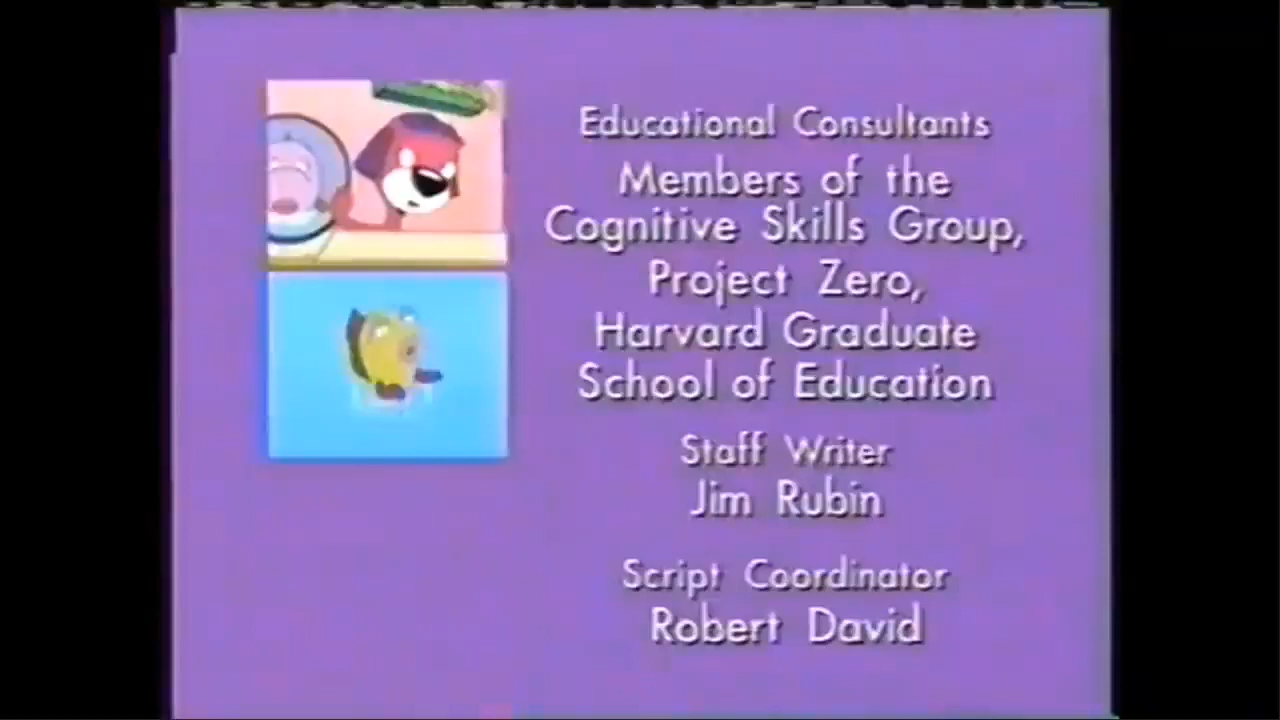 Educational Consultants
Members of the
Cognitive Skills Group,
Project Zero,
Harvard Graduate
School of Education
Staff Writer
Jim Rubin
Script Coordinator
Robert David